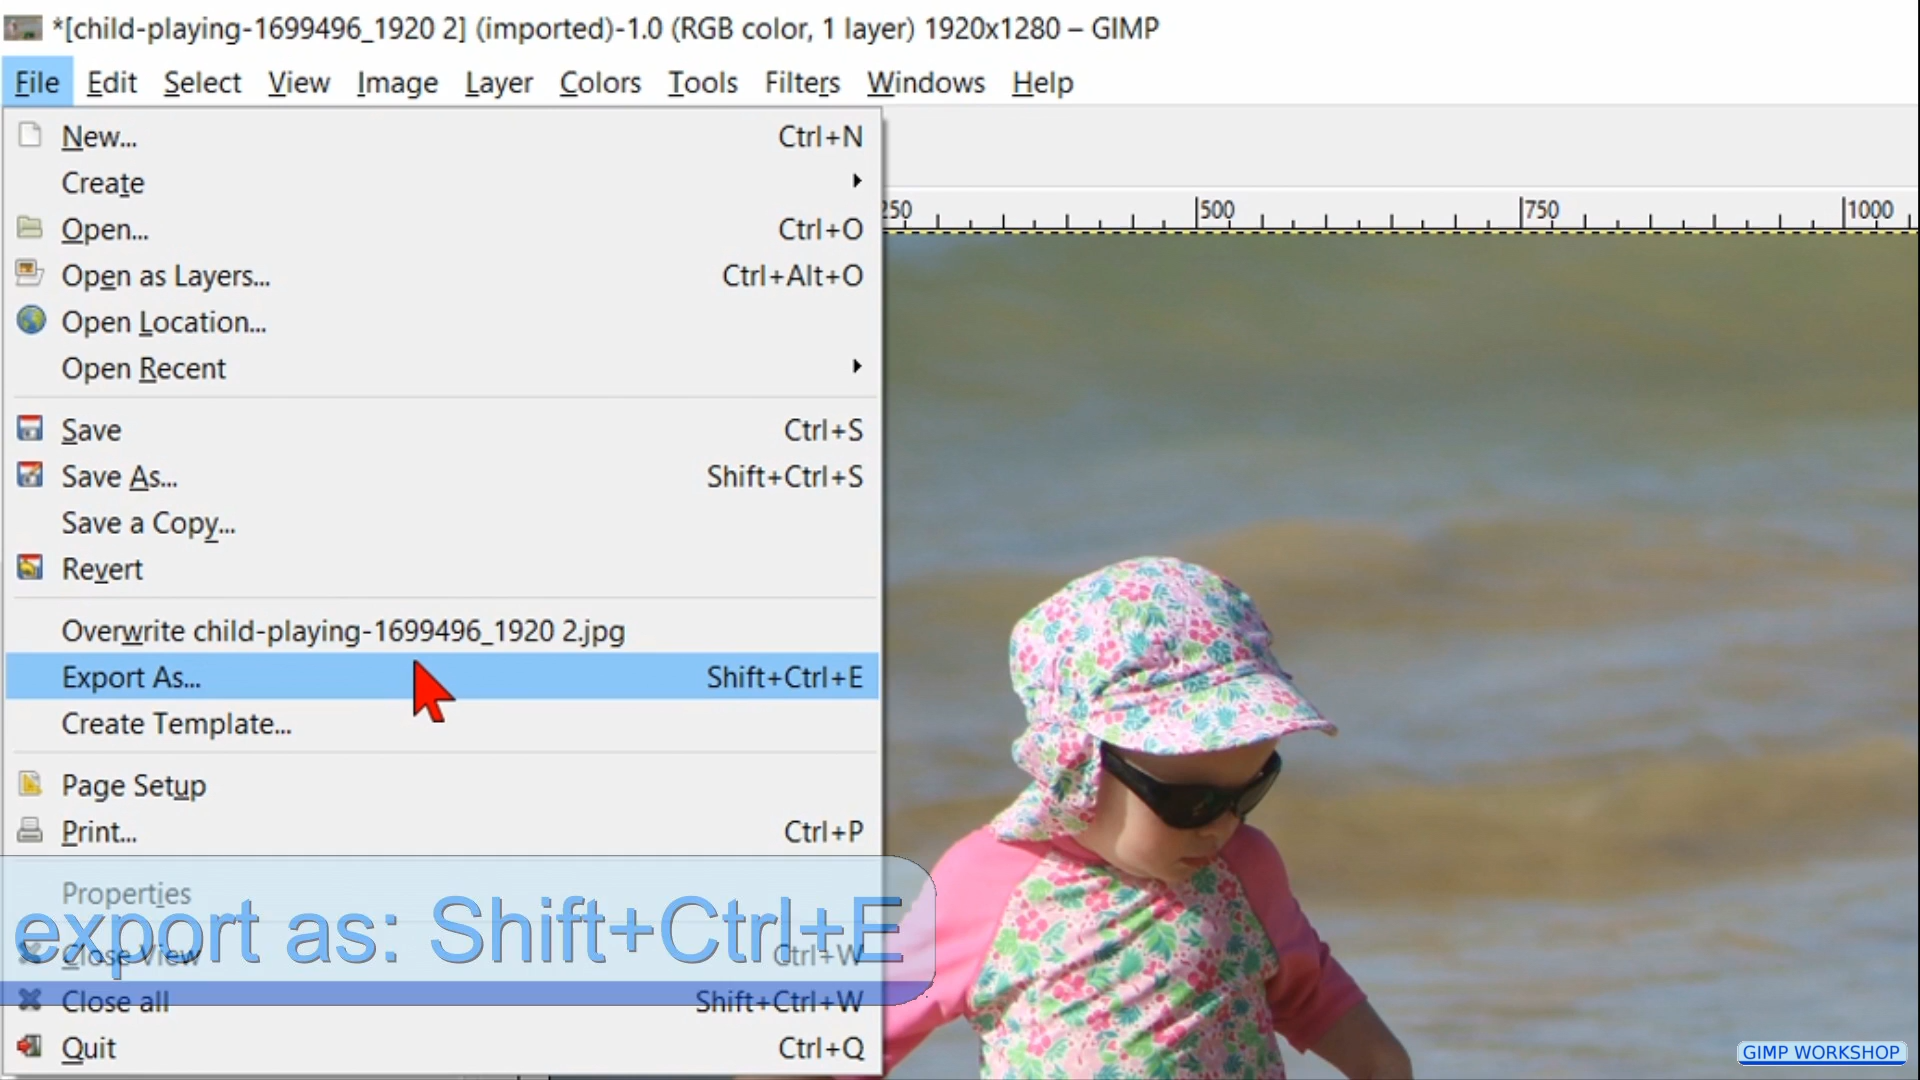 *[child-playing-1699496_1920 2] (imported)-1.0 (RGB color, 1 layer) 1920x1280 – GIMP
File Edit Select View Image Layer Colors Tools Filters Windows Help
New... Ctrl+N
Create
Open... Ctrl+O
Open as Layers... Ctrl+Alt+O
Open Location...
Open Recent
Save Ctrl+S
Save As... Shift+Ctrl+S
Save a Copy...
Revert
Overwrite child-playing-1699496_1920 2.jpg
Export As... Shift+Ctrl+E
Create Template...
Page Setup
Print... Ctrl+P
Properties
export as: Shift+Ctrl+E
Close View Ctrl+W
Close all Shift+Ctrl+W
Quit Ctrl+Q
250 500 750 1000
GIMP WORKSHOP